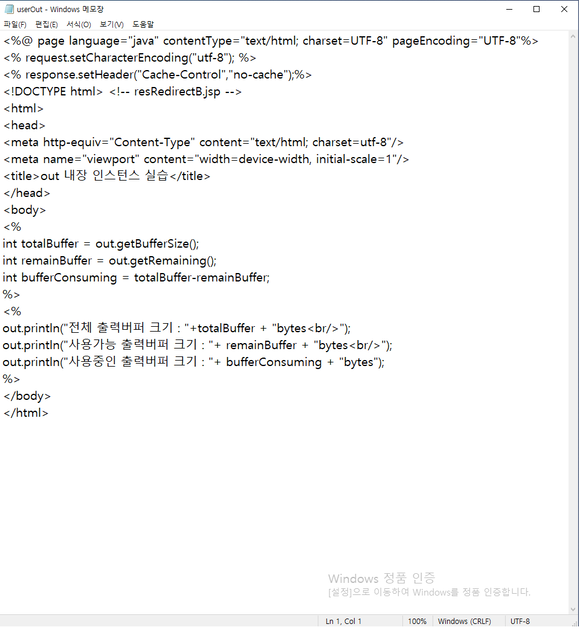 userOut - Windows 메모장
파일(F) 편집(E) 서식(O) 보기(V) 도움말
<%@ page language="java" contentType="text/html; charset=UTF-8" pageEncoding="UTF-8"%>
<% request.setCharacterEncoding("utf-8"); %>
<% response.setHeader("Cache-Control","no-cache");%>
<!DOCTYPE html> <!-- resRedirectB.jsp -->
<html>
<head>
<meta http-equiv="Content-Type" content="text/html; charset=utf-8"/>
<meta name="viewport" content="width=device-width, initial-scale=1"/>
<title>out 내장 인스턴스 실습</title>
</head>
<body>
<%
int totalBuffer = out.getBufferSize();
int remainBuffer = out.getRemaining();
int bufferConsuming = totalBuffer-remainBuffer;
%>
<%
out.println("전체 출력버퍼 크기 : "+totalBuffer + "bytes<br/>");
out.println("사용가능 출력버퍼 크기 : "+ remainBuffer + "bytes<br/>");
out.println("사용중인 출력버퍼 크기 : "+ bufferConsuming + "bytes");
%>
</body>
</html>
Windows 정품 인증
[설정]으로 이동하여 Windows를 정품 인증합니다.
Ln 1, Col 1 100% Windows (CRLF) UTF-8